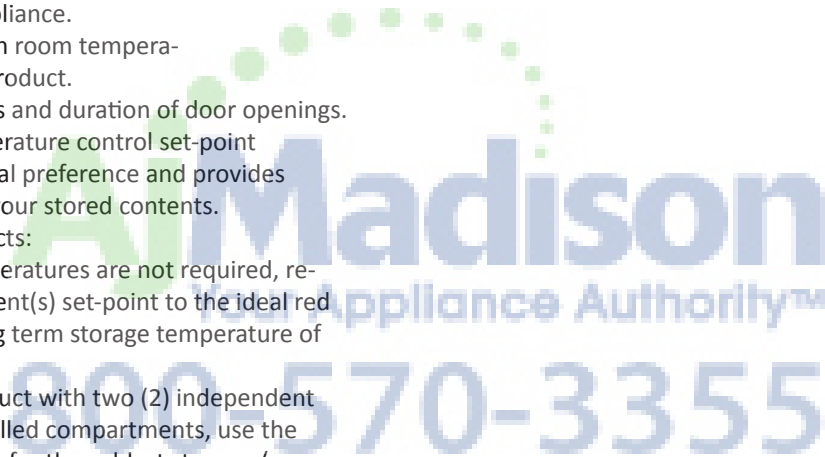 pliance.
n room tempera-
roduct.
s and duration of door openings.
erature control set-point
al preference and provides
our stored contents.
cts:
eratures are not required, re-
ent(s) set-point to the ideal red
g term storage temperature of
uct with two (2) independent
lled compartments, use the
AjMadison
Your Appliance Authority™
800-570-3355